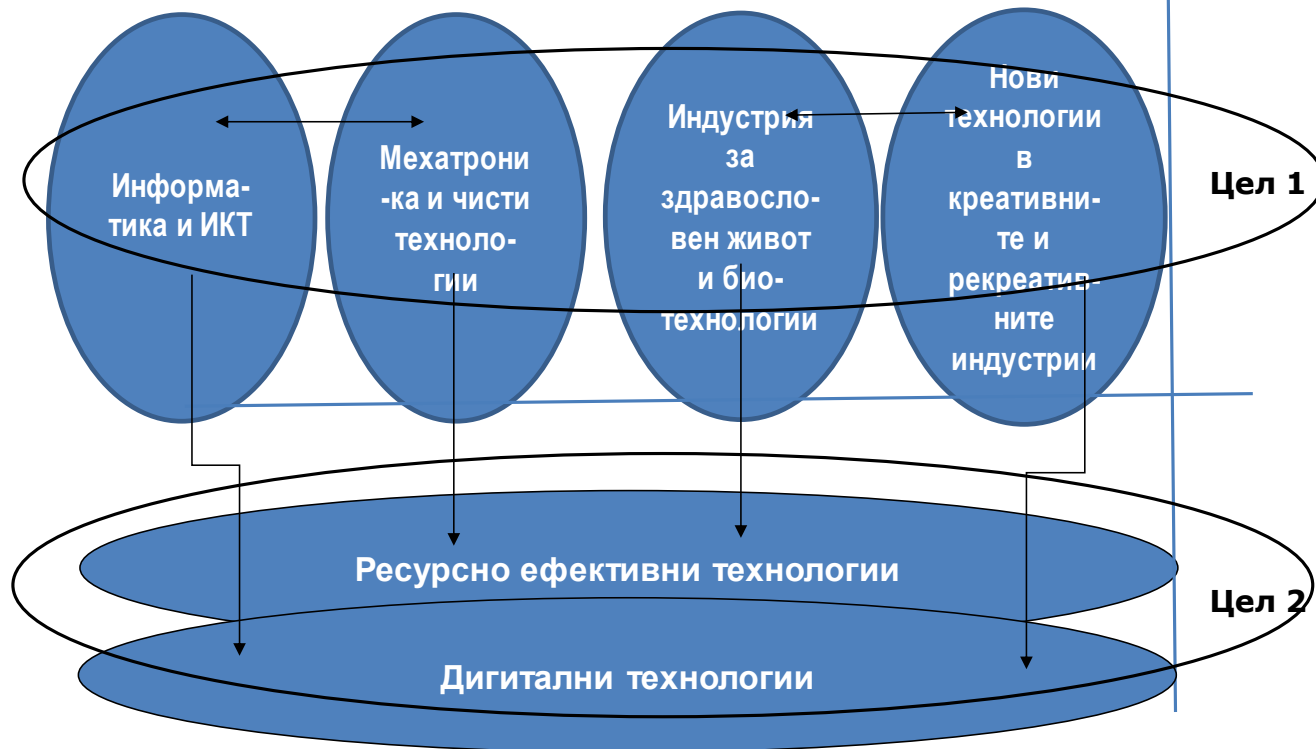 Информа-
тика и ИКТ
Мехатрони
-ка и чисти
техноло-
гии
Индустрия
за
здравосло-
вен живот
и био-
технологии
Нови
технологии
в
креативни-
те и
рекреатив-
ните
индустрии
Цел 1
Ресурсно ефективни технологии
Цел 2
Дигитални технологии